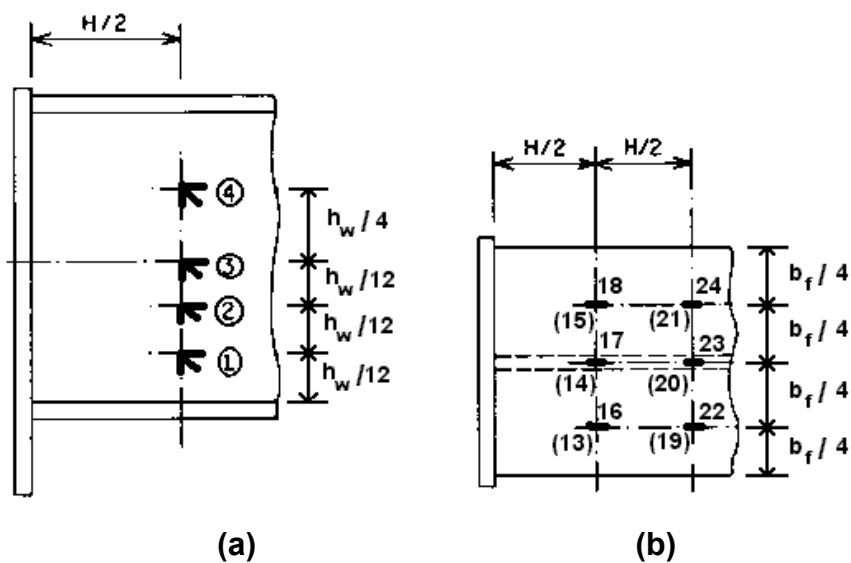 H/2
④
h_w / 4
③
h_w /12
②
h_w /12
①
h_w /12
(a)
H/2 H/2
b_f / 4
18 24
(15) (21)
b_f / 4
17 23
(14) (20)
b_f / 4
16 22
(13) (19)
b_f / 4
(b)